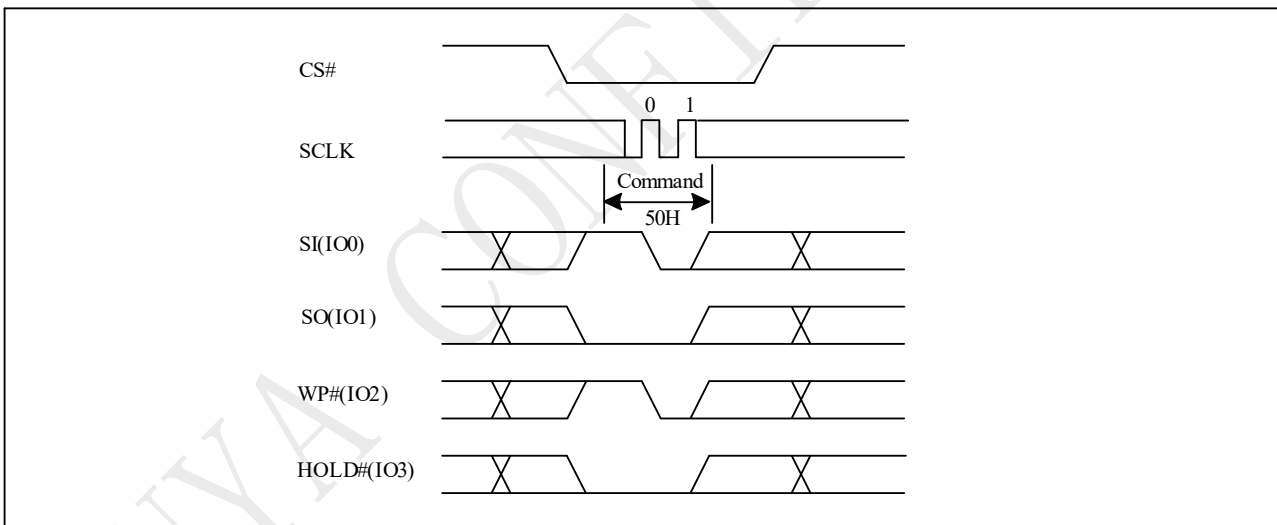 CS#
0 1
SCLK
Command
50H
SI(IO0)
SO(IO1)
WP#(IO2)
HOLD#(IO3)